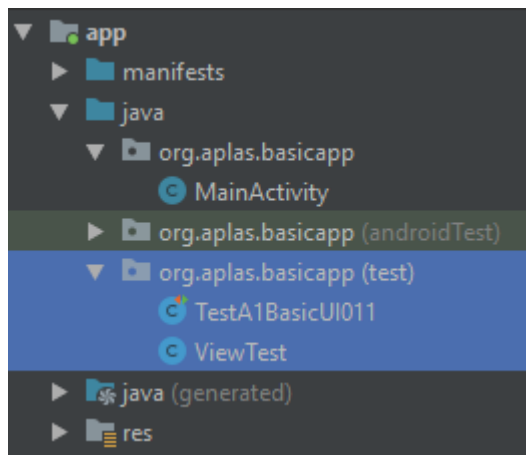 app
manifests
java
org.aplas.basicapp
MainActivity
org.aplas.basicapp (androidTest)
org.aplas.basicapp (test)
TestA1BasicUI011
ViewTest
java (generated)
res